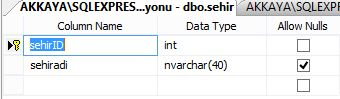 AKKAYA\SQLEXPRES...yonu - dbo.sehir AKKAYA\SQLEXPRES
Column Name Data Type Allow Nulls
sehirID int
sehiradi nvarchar(40)